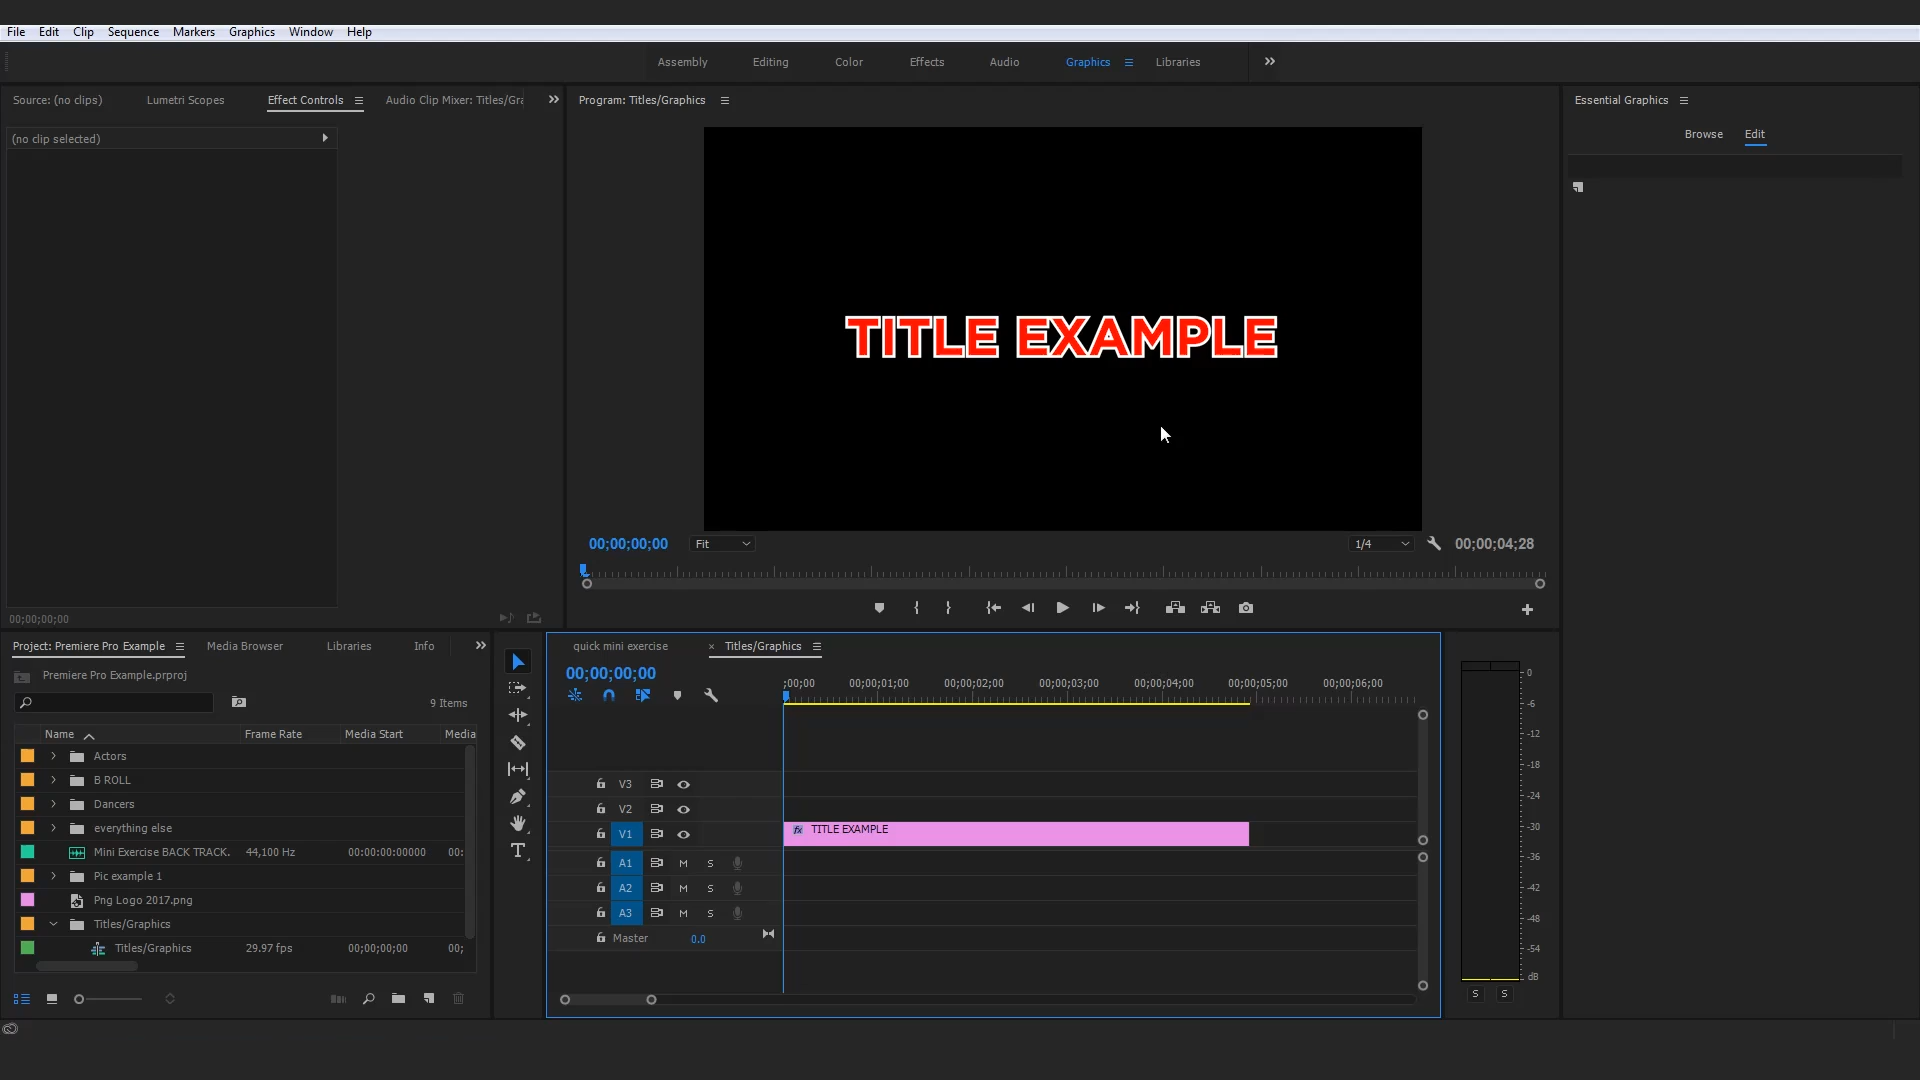 File Edit Clip Sequence Markers Graphics Window Help
Assembly Editing Color Effects Audio Graphics Libraries
Source: (no clips) Lumetri Scopes Effect Controls Audio Clip Mixer: Titles/Gra
(no clip selected)
00;00;00;00
Program: Titles/Graphics
TITLE EXAMPLE
00;00;00;00 Fit 1/4 00;00;04;28
Essential Graphics
Browse Edit
Project: Premiere Pro Example Media Browser Libraries Info
Premiere Pro Example.prproj
9 Items
Name Frame Rate Media Start Media
Actors
B ROLL
Dancers
everything else
Mini Exercise BACK TRACK. 44,100 Hz 00:00:00:00000 00:
Pic example 1
Png Logo 2017.png
Titles/Graphics
Titles/Graphics 29.97 fps 00;00;00;00 00;
quick mini exercise × Titles/Graphics
00;00;00;00
;00;00 00;00;01;00 00;00;02;00 00;00;03;00 00;00;04;00 00;00;05;00 00;00;06;00
V3
V2
V1 fx TITLE EXAMPLE
A1 M S
A2 M S
A3 M S
Master 0.0
0
-6
-12
-18
-24
-30
-36
-42
-48
-54
dB
S S